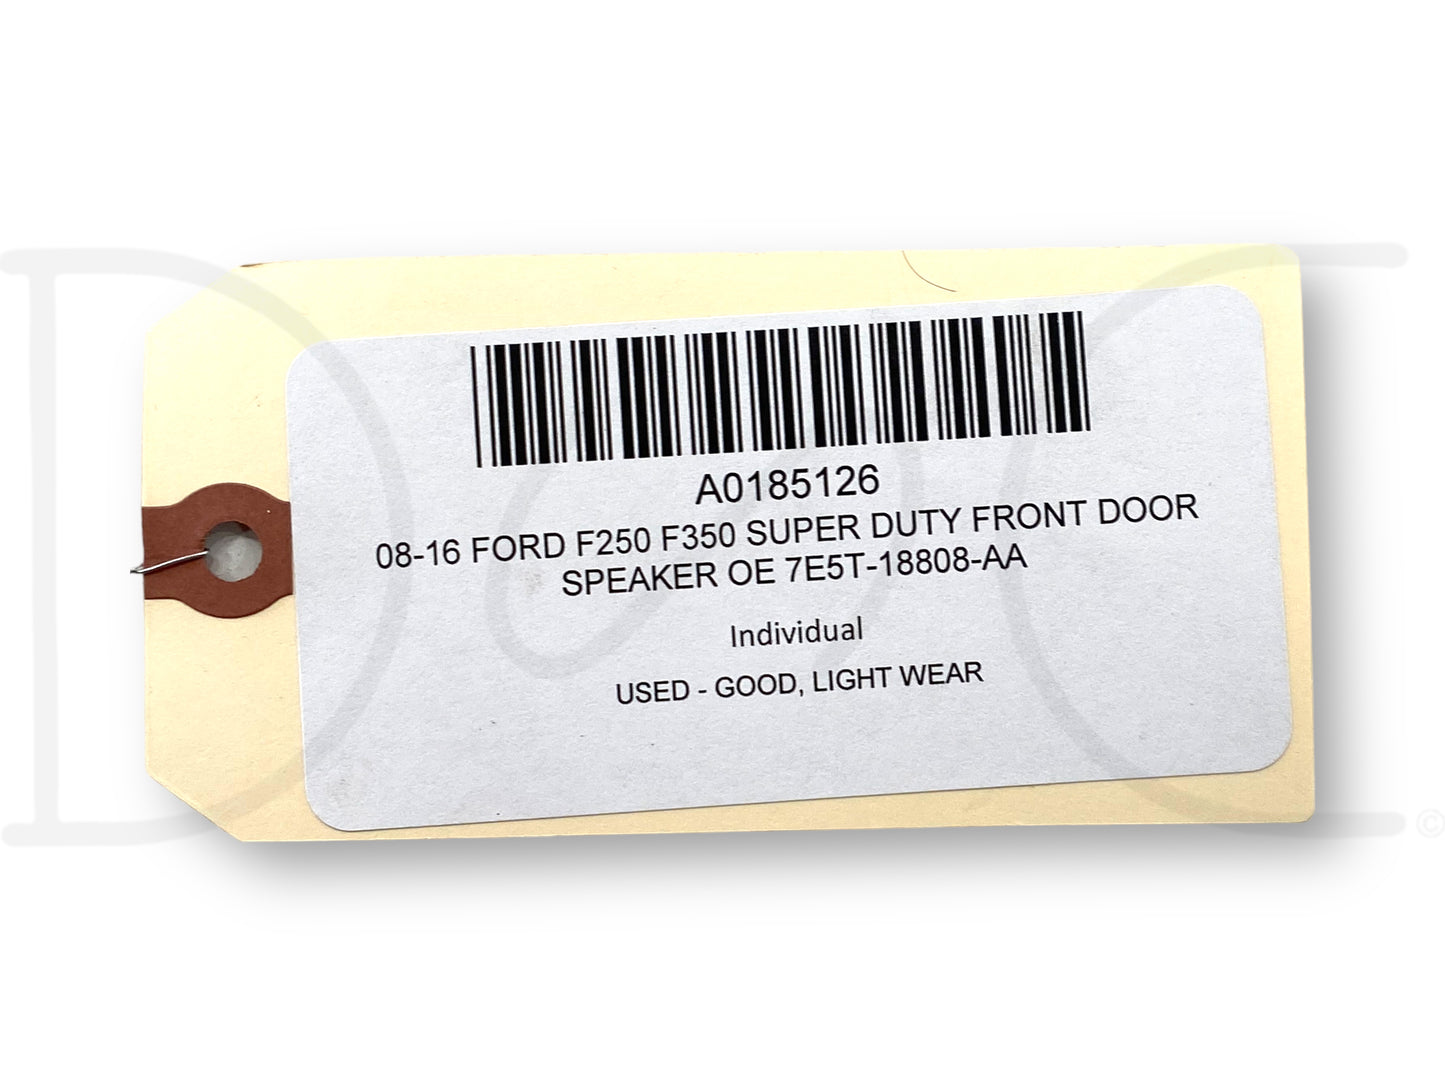 A0185126
08-16 FORD F250 F350 SUPER DUTY FRONT DOOR
SPEAKER OE 7E5T-18808-AA
Individual
USED - GOOD, LIGHT WEAR
©